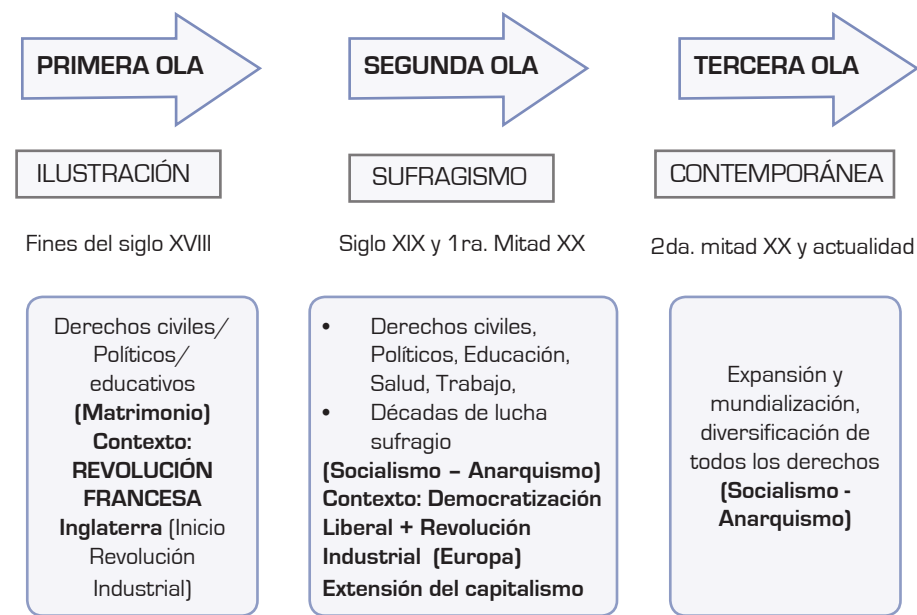 PRIMERA OLA
SEGUNDA OLA
TERCERA OLA
ILUSTRACIÓN
SUFRAGISMO
CONTEMPORÁNEA
Fines del siglo XVIII
Siglo XIX y 1ra. Mitad XX
2da. mitad XX y actualidad
Derechos civiles/
Políticos/
educativos
(Matrimonio)
Contexto:
REVOLUCIÓN
FRANCESA
Inglaterra (Inicio
Revolución
Industrial)
• Derechos civiles,
Políticos, Educación,
Salud, Trabajo,
• Décadas de lucha
sufragio
(Socialismo – Anarquismo)
Contexto: Democratización
Liberal + Revolución
Industrial (Europa)
Extensión del capitalismo
Expansión y
mundialización,
diversificación de
todos los derechos
(Socialismo -
Anarquismo)